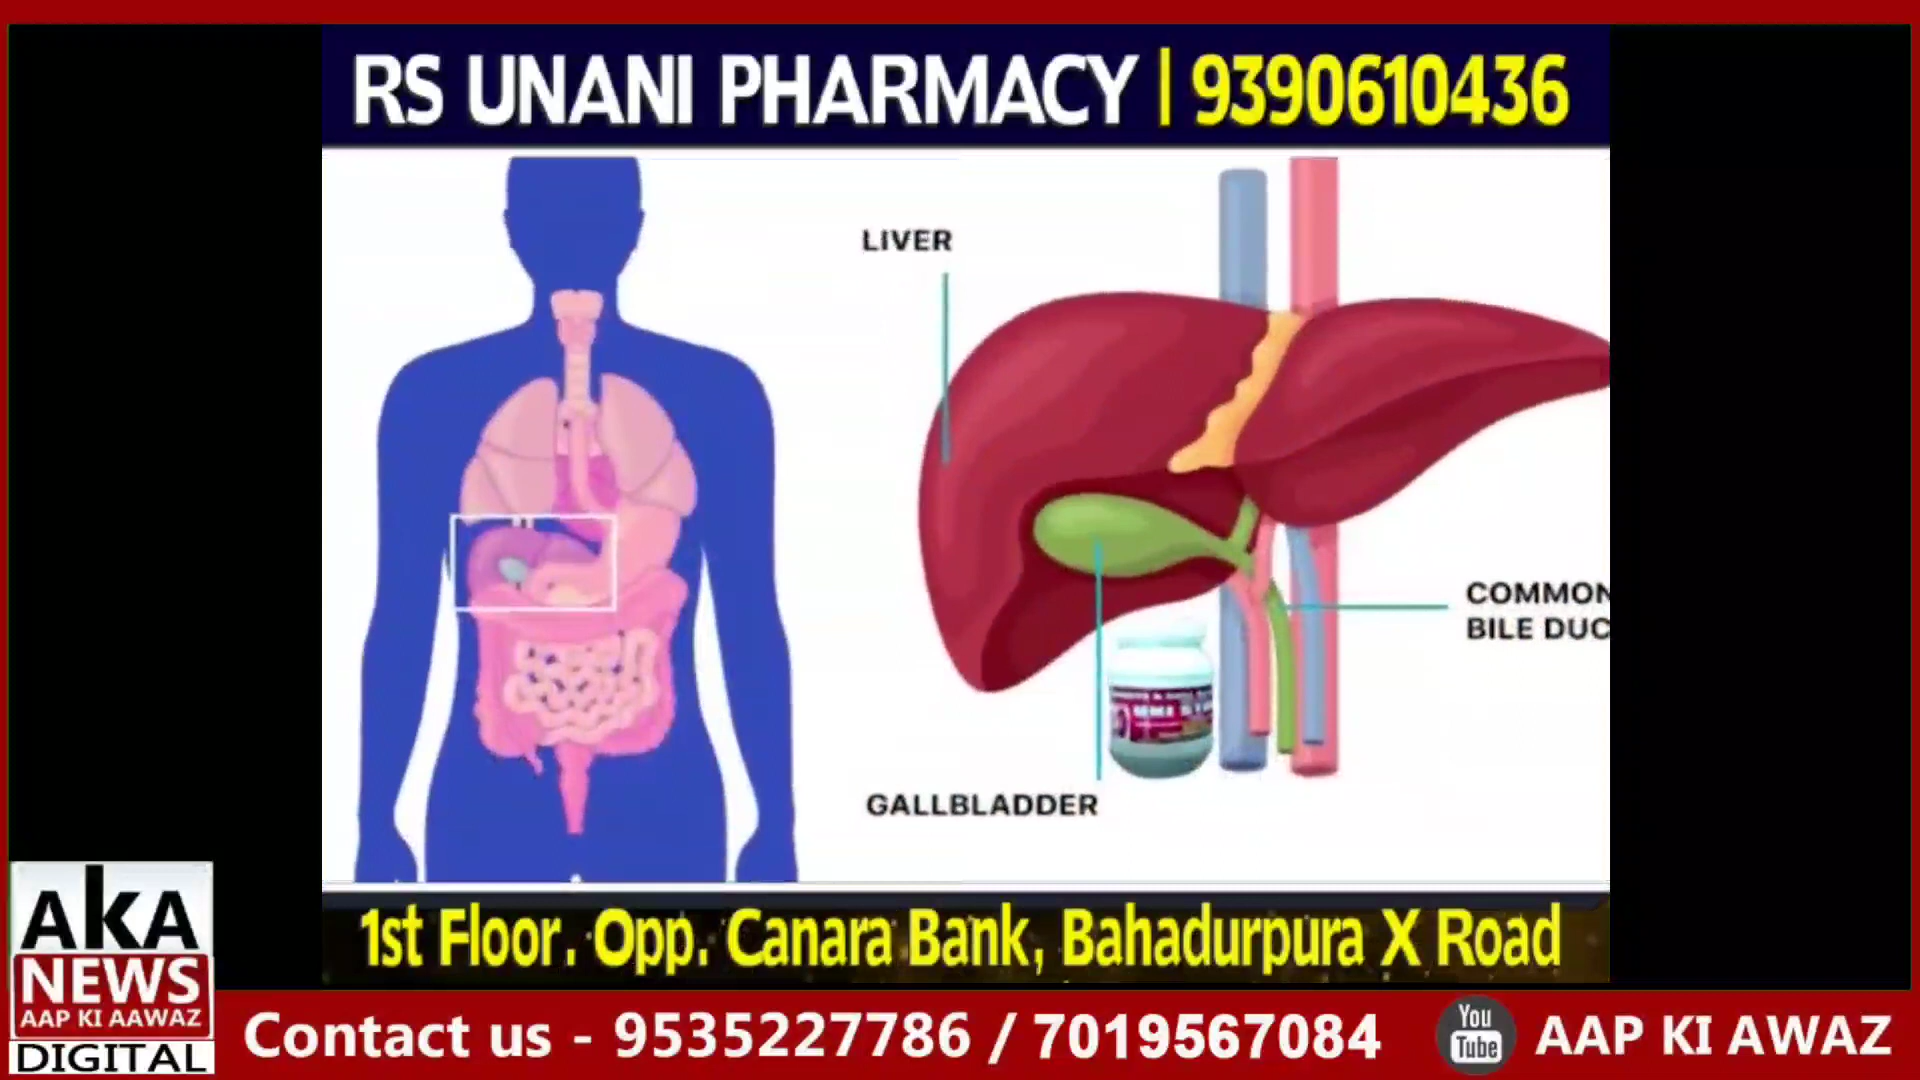 RS UNANI PHARMACY | 9390610436
LIVER
COMMON
BILE DUC
GALLBLADDER
1st Floor. Opp. Canara Bank, Bahadurpura X Road
AKA
NEWS
AAP KI AAWAZ
DIGITAL
Contact us - 9535227786 / 7019567084
You
Tube
AAP KI AWAZ